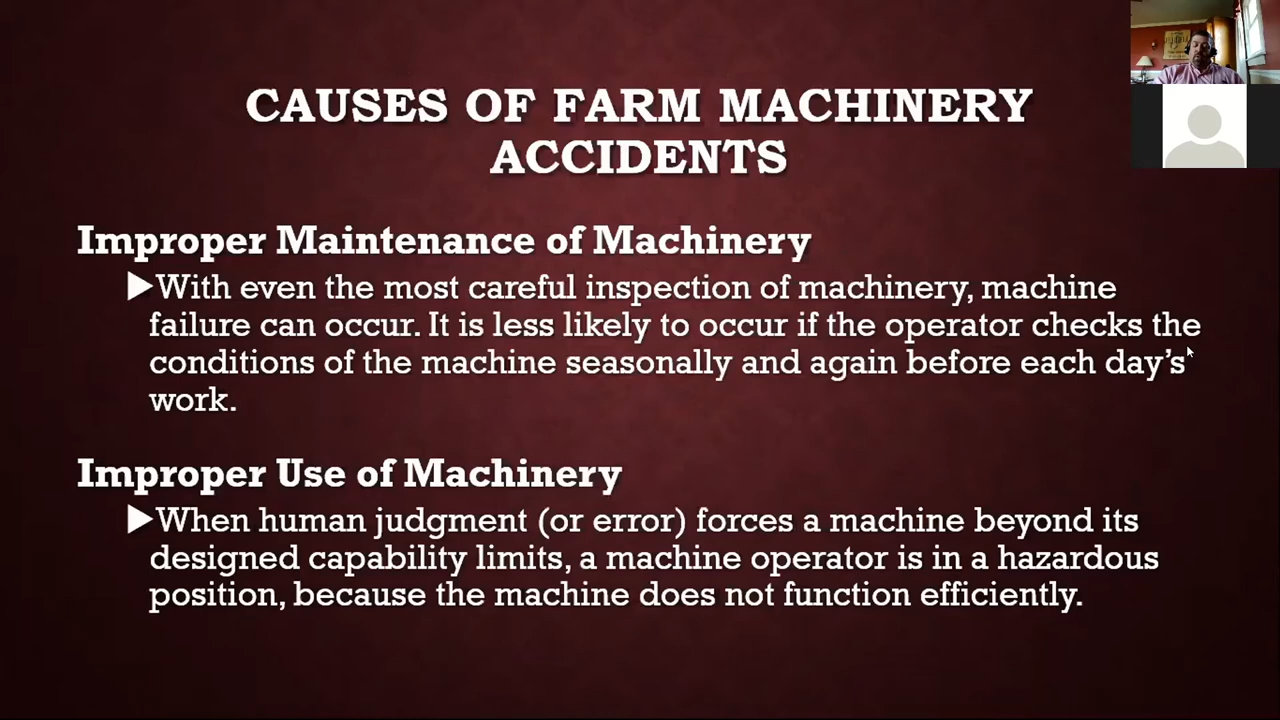 CAUSES OF FARM MACHINERY
ACCIDENTS
Improper Maintenance of Machinery
▶With even the most careful inspection of machinery, machine
failure can occur. It is less likely to occur if the operator checks the
conditions of the machine seasonally and again before each day’s
work.
Improper Use of Machinery
▶When human judgment (or error) forces a machine beyond its
designed capability limits, a machine operator is in a hazardous
position, because the machine does not function efficiently.